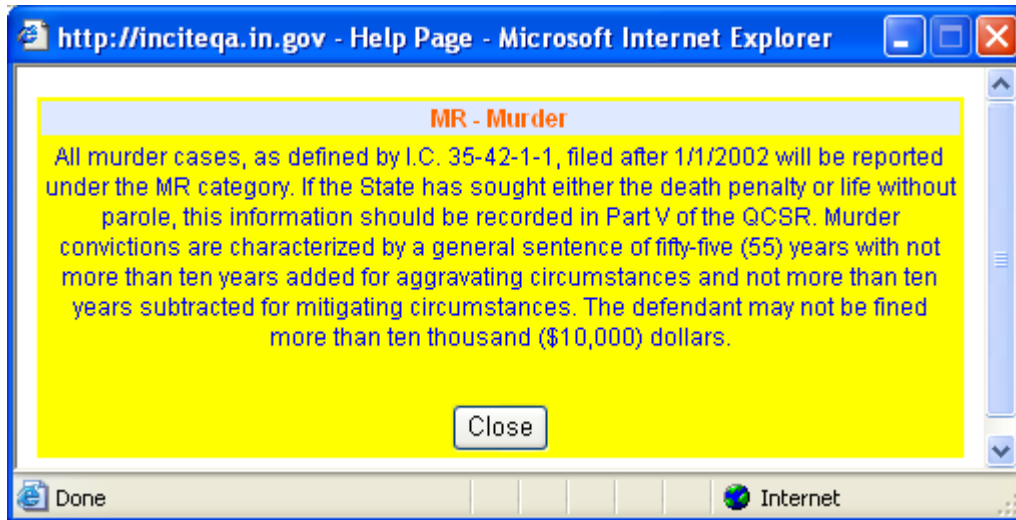 http://inciteqa.in.gov - Help Page - Microsoft Internet Explorer
MR - Murder
All murder cases, as defined by I.C. 35-42-1-1, filed after 1/1/2002 will be reported
under the MR category. If the State has sought either the death penalty or life without
parole, this information should be recorded in Part V of the QCSR. Murder
convictions are characterized by a general sentence of fifty-five (55) years with not
more than ten years added for aggravating circumstances and not more than ten
years subtracted for mitigating circumstances. The defendant may not be fined
more than ten thousand ($10,000) dollars.
Close
Done
Internet